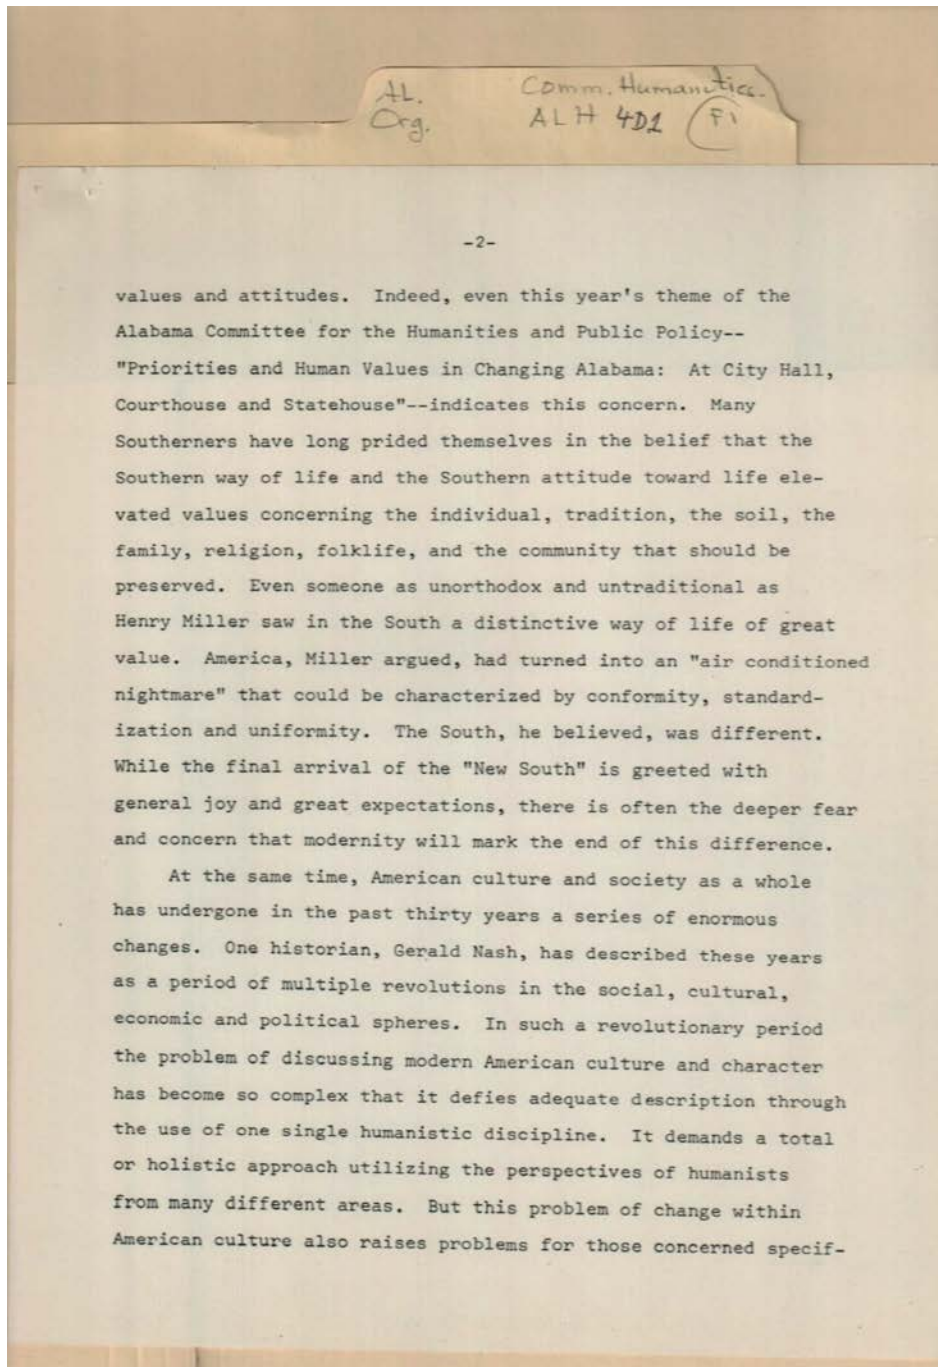 AL. Comm. Humanities.
Org. ALH 4D1 F1
-2-
values and attitudes. Indeed, even this year's theme of the
Alabama Committee for the Humanities and Public Policy--
"Priorities and Human Values in Changing Alabama: At City Hall,
Courthouse and Statehouse"--indicates this concern. Many
Southerners have long prided themselves in the belief that the
Southern way of life and the Southern attitude toward life ele-
vated values concerning the individual, tradition, the soil, the
family, religion, folklife, and the community that should be
preserved. Even someone as unorthodox and untraditional as
Henry Miller saw in the South a distinctive way of life of great
value. America, Miller argued, had turned into an "air conditioned
nightmare" that could be characterized by conformity, standard-
ization and uniformity. The South, he believed, was different.
While the final arrival of the "New South" is greeted with
general joy and great expectations, there is often the deeper fear
and concern that modernity will mark the end of this difference.
At the same time, American culture and society as a whole
has undergone in the past thirty years a series of enormous
changes. One historian, Gerald Nash, has described these years
as a period of multiple revolutions in the social, cultural,
economic and political spheres. In such a revolutionary period
the problem of discussing modern American culture and character
has become so complex that it defies adequate description through
the use of one single humanistic discipline. It demands a total
or holistic approach utilizing the perspectives of humanists
from many different areas. But this problem of change within
American culture also raises problems for those concerned specif-